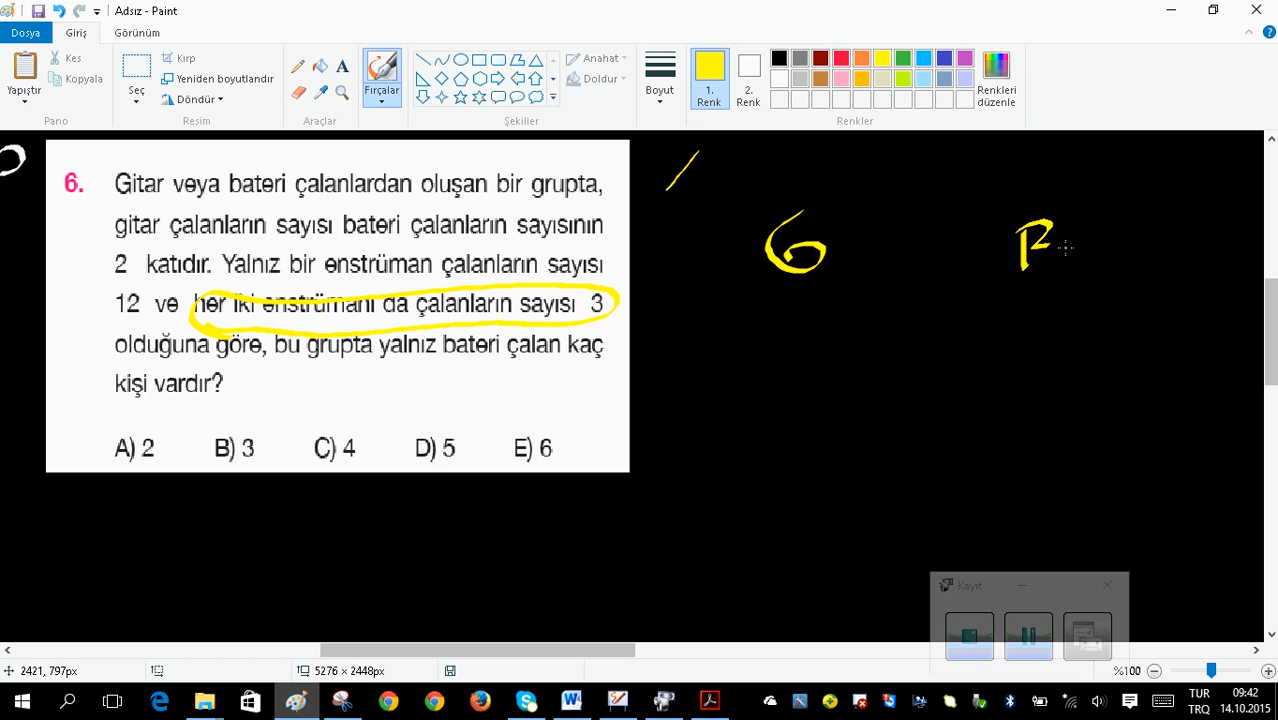 Adsız - Paint
Dosya Giriş Görünüm
Yapıştır
Kes
Kopyala
Pano
Seç
Kırp
Yeniden boyutlandır
Döndür
Resim
Araçlar
Fırçalar
Şekiller
Anahat
Doldur
Boyut
1. Renk
2. Renk
Renkleri düzenle
Renkler
6. Gitar veya bateri çalanlardan oluşan bir grupta,
gitar çalanların sayısı bateri çalanların sayısının
2 katıdır. Yalnız bir enstrüman çalanların sayısı
12 ve her iki enstrümanı da çalanların sayısı 3
olduğuna göre, bu grupta yalnız bateri çalan kaç
kişi vardır?
A) 2 B) 3 C) 4 D) 5 E) 6
G
Kayıt
2421, 797px 5276 × 2448px %100
TUR 09:42
TRQ 14.10.2015